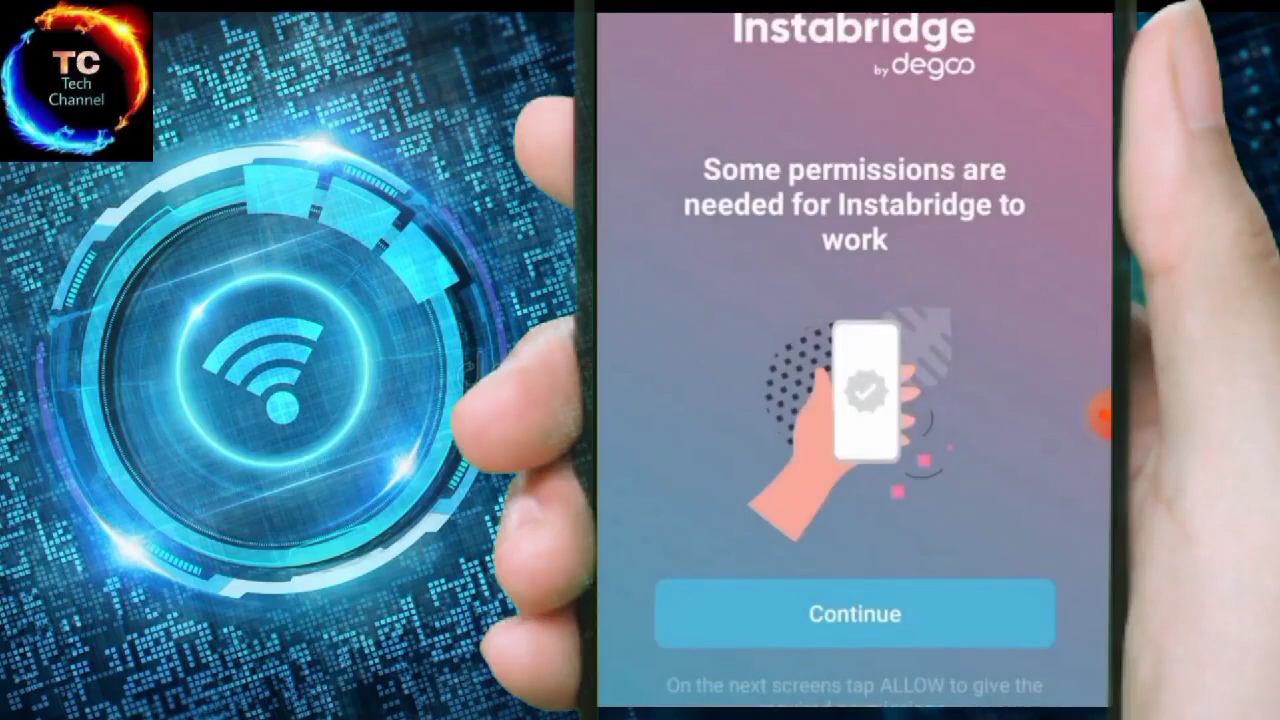 TC
Tech
Channel
Instabridge
by degoo
Some permissions are
needed for Instabridge to
work
Continue
On the next screens tap ALLOW to give the